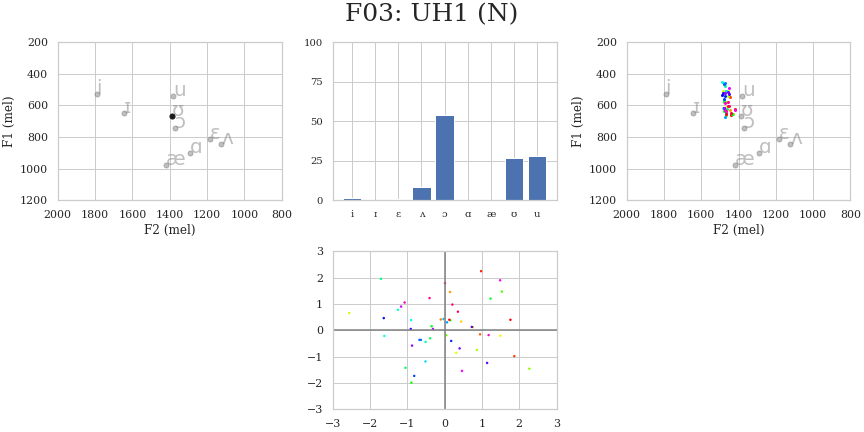 F03: UH1 (N)
200
400
600
800
1000
1200
F1 (mel)
2000 1800 1600 1400 1200 1000 800
F2 (mel)
i
u
ɪ
ʊ
ɔ
ɛ
ʌ
ɑ
æ
100
75
50
25
0
i ɪ ɛ ʌ ɔ ɑ æ ʊ u
200
400
600
800
1000
1200
F1 (mel)
2000 1800 1600 1400 1200 1000 800
F2 (mel)
i
u
ɪ
ʊ
ɔ
ɛ
ʌ
ɑ
æ
3
2
1
0
−1
−2
−3
−3 −2 −1 0 1 2 3